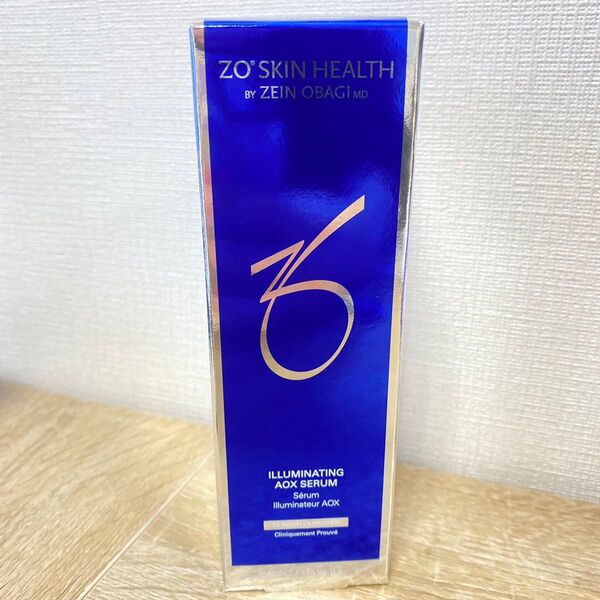 ZO® SKIN HEALTH
BY ZEIN OBAGI MD
ILLUMINATING
AOX SERUM
Sérum
Illuminateur AOX
CLINICALLY PROVEN
Cliniquement Prouvé